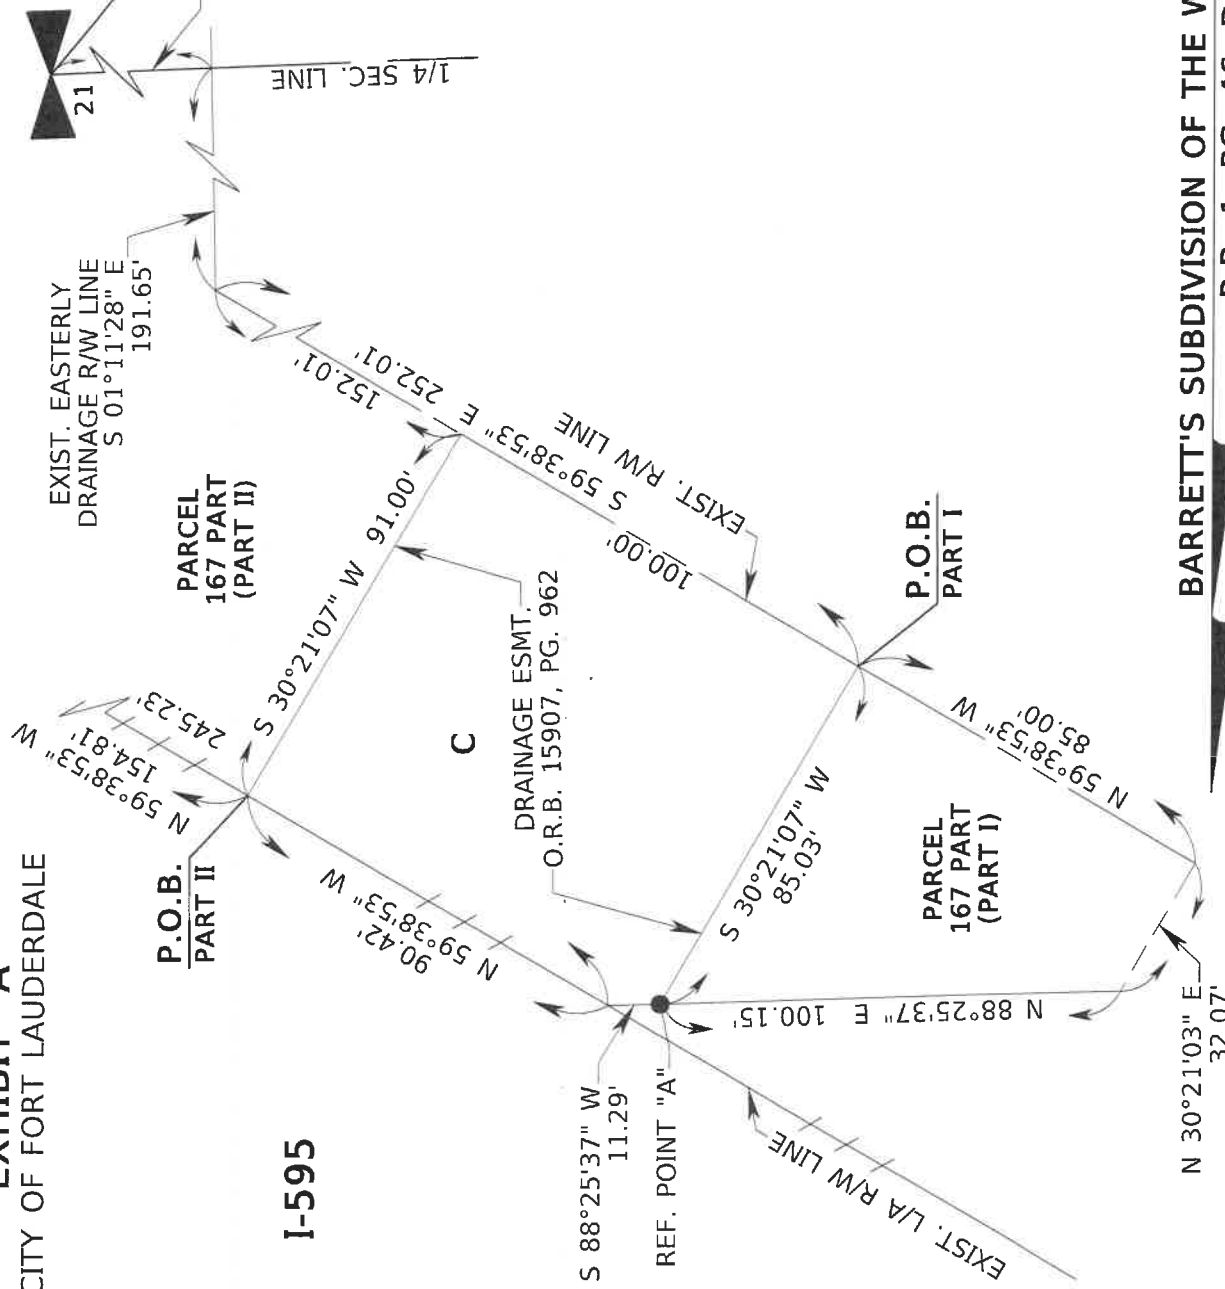 EXHIBIT "A"
CITY OF FORT LAUDERDALE
I-595
P.O.B.
PART II
N 59°38'53" W
154.81'
245.23'
EXIST. EASTERLY
DRAINAGE R/W LINE
S 01°11'28" E
191.65'
21
1/4 SEC. LINE
PARCEL
167 PART
(PART II)
152.01'
252.01'
S 30°21'07" W 91.00'
S 59°38'53" E
100.00'
EXIST. R/W LINE
C
DRAINAGE ESMT.
O.R.B. 15907, PG. 962
N 59°38'53" W
90.42'
S 88°25'37" W
11.29'
REF. POINT "A"
EXIST. L/A R/W LINE
S 30°21'07" W
85.03'
P.O.B.
PART I
N 59°38'53" W
85.00'
PARCEL
167 PART
(PART I)
N 88°25'37" E 100.15'
N 30°21'03" E
32.07'
BARRETT'S SUBDIVISION OF THE W